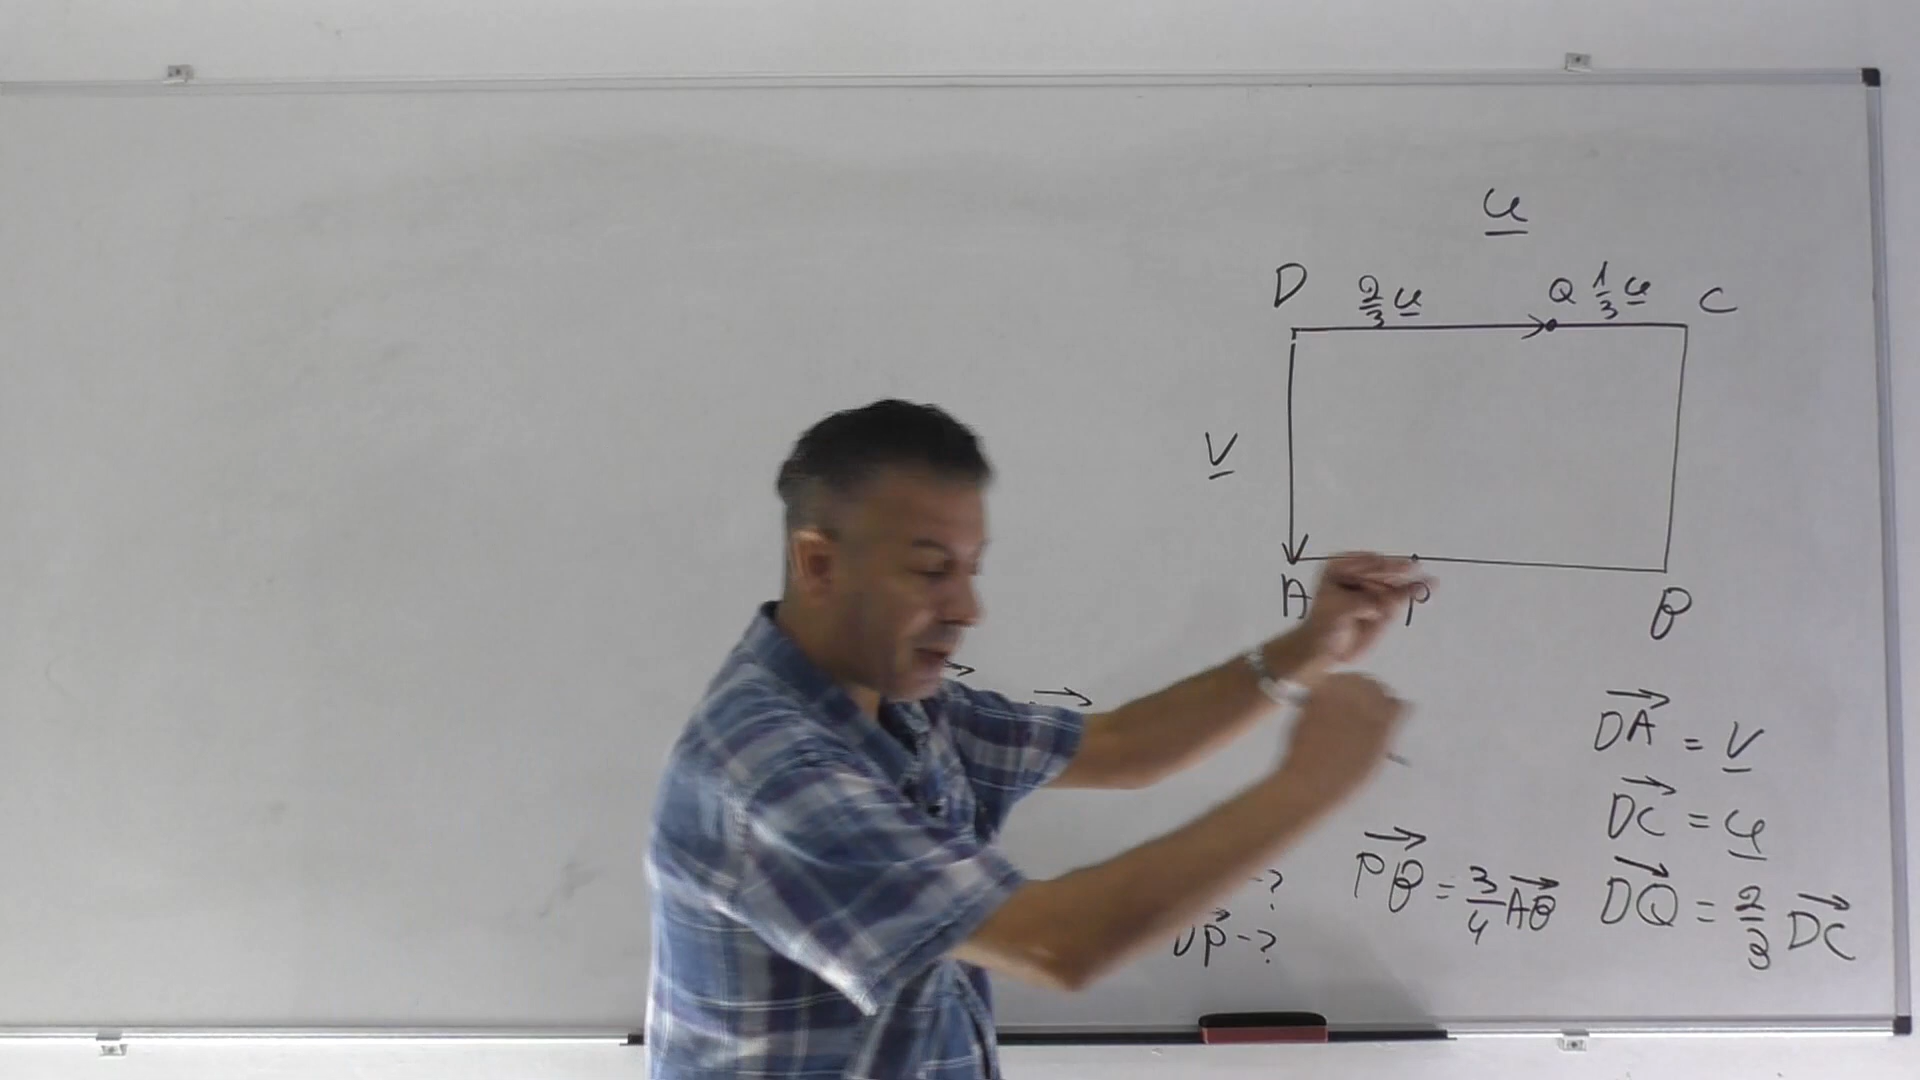 u
D 2/3 u Q 1/3 u C
v
A P B
DA = v
DC = u
-?
PB = 3/4 AB
DQ = 2/3 DC
DP -?